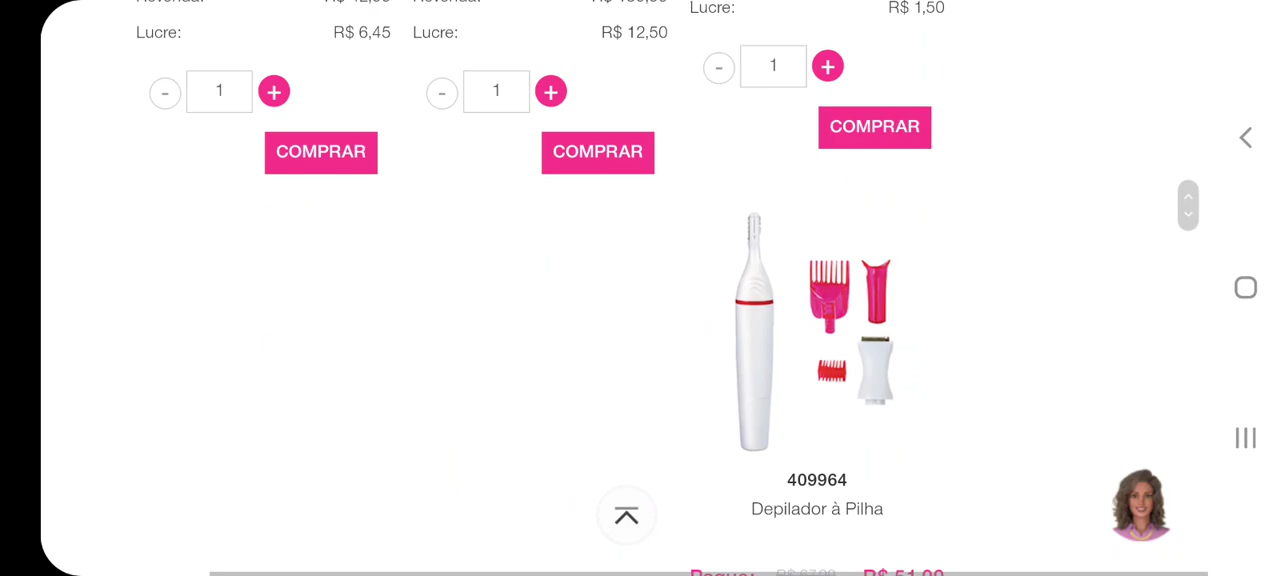 Lucre: R$ 6,45
Lucre: R$ 12,50
Lucre: R$ 1,50
- 1 +
- 1 +
- 1 +
COMPRAR
COMPRAR
COMPRAR
409964
Depilador à Pilha